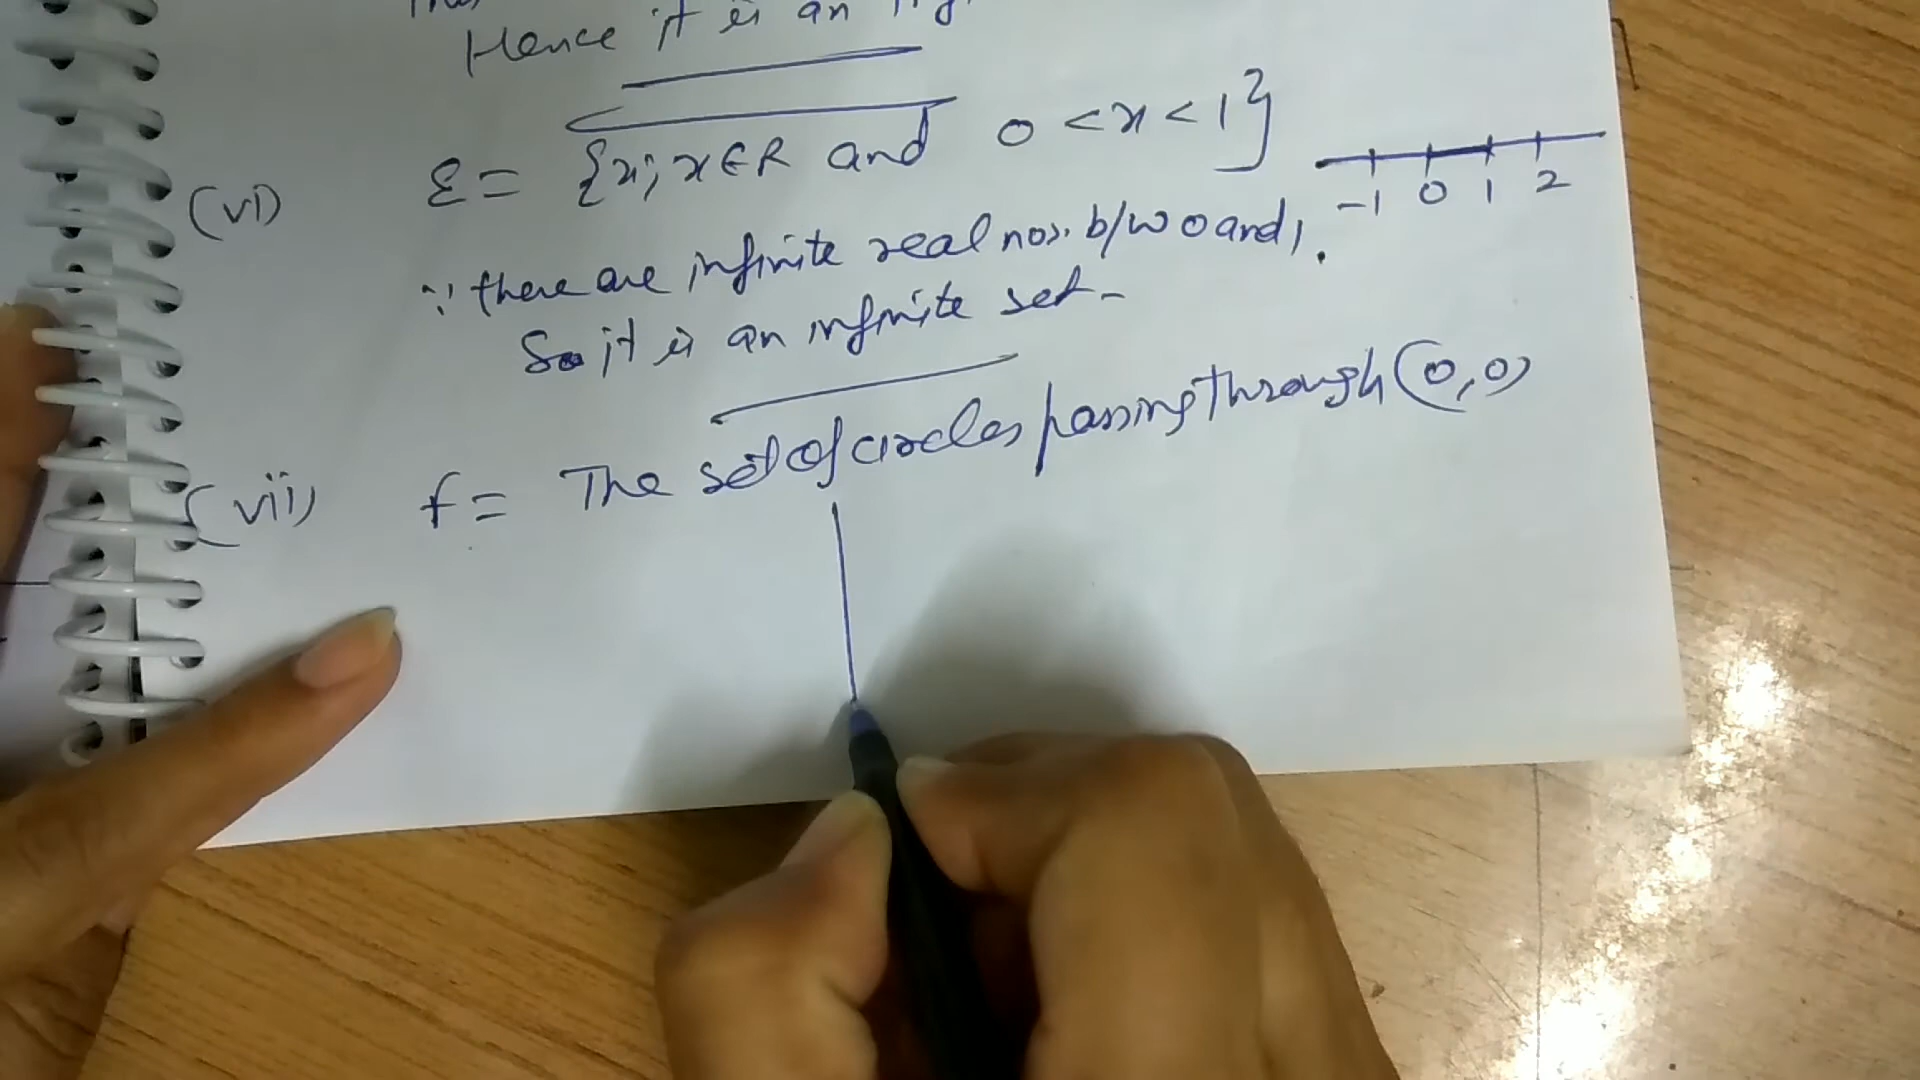 Hence it is an
(vi) ε = {x; x∈R and 0 < x < 1}
-1 0 1 2
∵ there are infinite real nos. b/w 0 and 1.
So it is an infinite set-
(vii) f = The set of circles passing through (0,0)